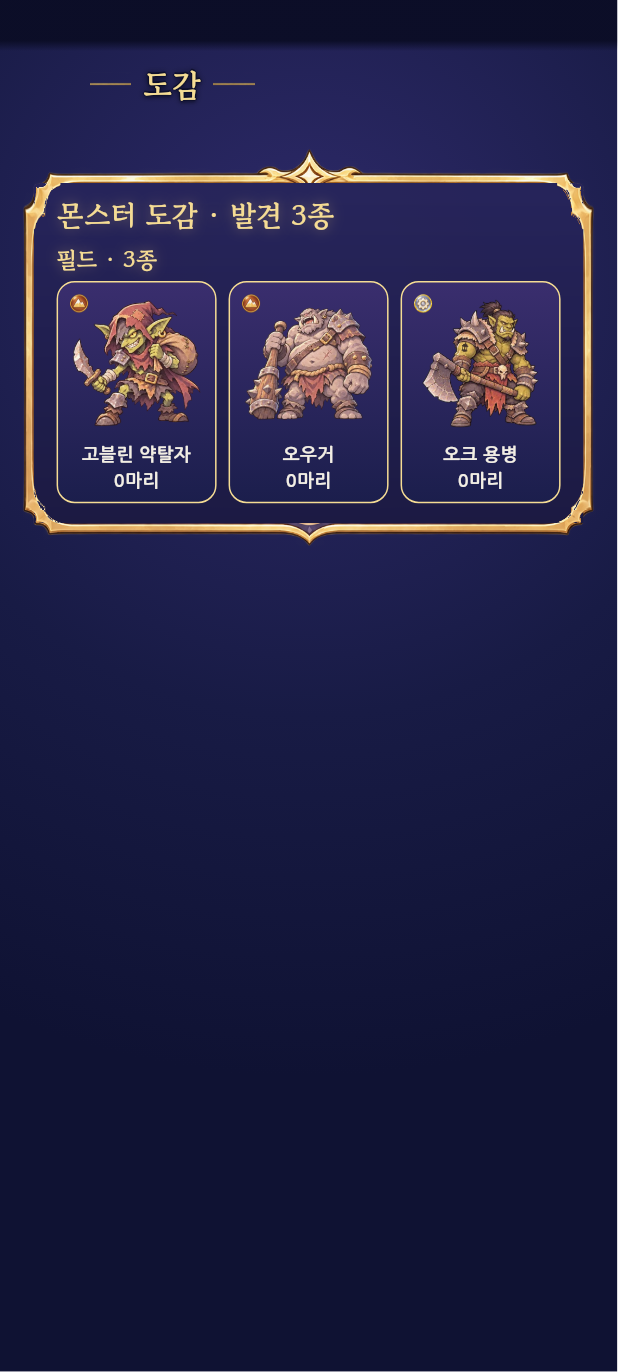 도감
몬스터 도감 · 발견 3종
필드 · 3종
고블린 약탈자
0마리
오우거
0마리
오크 용병
0마리